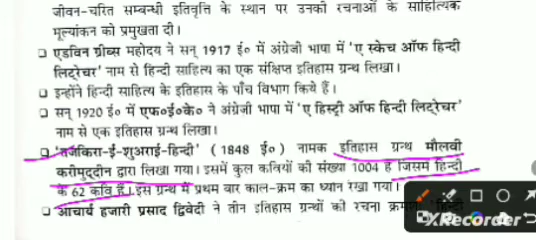 जीवन-चरित सम्बन्धी इतिवृत्ति के स्थान पर उनकी रचनाओं के साहित्यिक
मूल्यांकन को प्रमुखता दी।
❑ एडविन ग्रीब्स महोदय ने सन् 1917 ई० में अंग्रेजी भाषा में 'ए स्केच ऑफ हिन्दी
लिट्रेचर' नाम से हिन्दी साहित्य का एक संक्षिप्त इतिहास ग्रन्थ लिखा।
❑ इन्होंने हिन्दी साहित्य के इतिहास के पाँच विभाग किये हैं।
❑ सन् 1920 ई० में एफ०ई०के० ने अंग्रेजी भाषा में 'ए हिस्ट्री ऑफ हिन्दी लिट्रेचर'
नाम से एक इतिहास ग्रन्थ लिखा।
❑ 'तजकिरा-ई-शुअराई-हिन्दी' (1848 ई०) नामक इतिहास ग्रन्थ मौलवी
करीमुद्दीन द्वारा लिखा गया। इसमें कुल कवियों की संख्या 1004 है जिसमें हिन्दी
के 62 कवि हैं। इस ग्रन्थ में प्रथम बार काल-क्रम का ध्यान रखा गया।
❑ आचार्य हजारी प्रसाद द्विवेदी ने तीन इतिहास ग्रन्थों की रचना
XRecorder